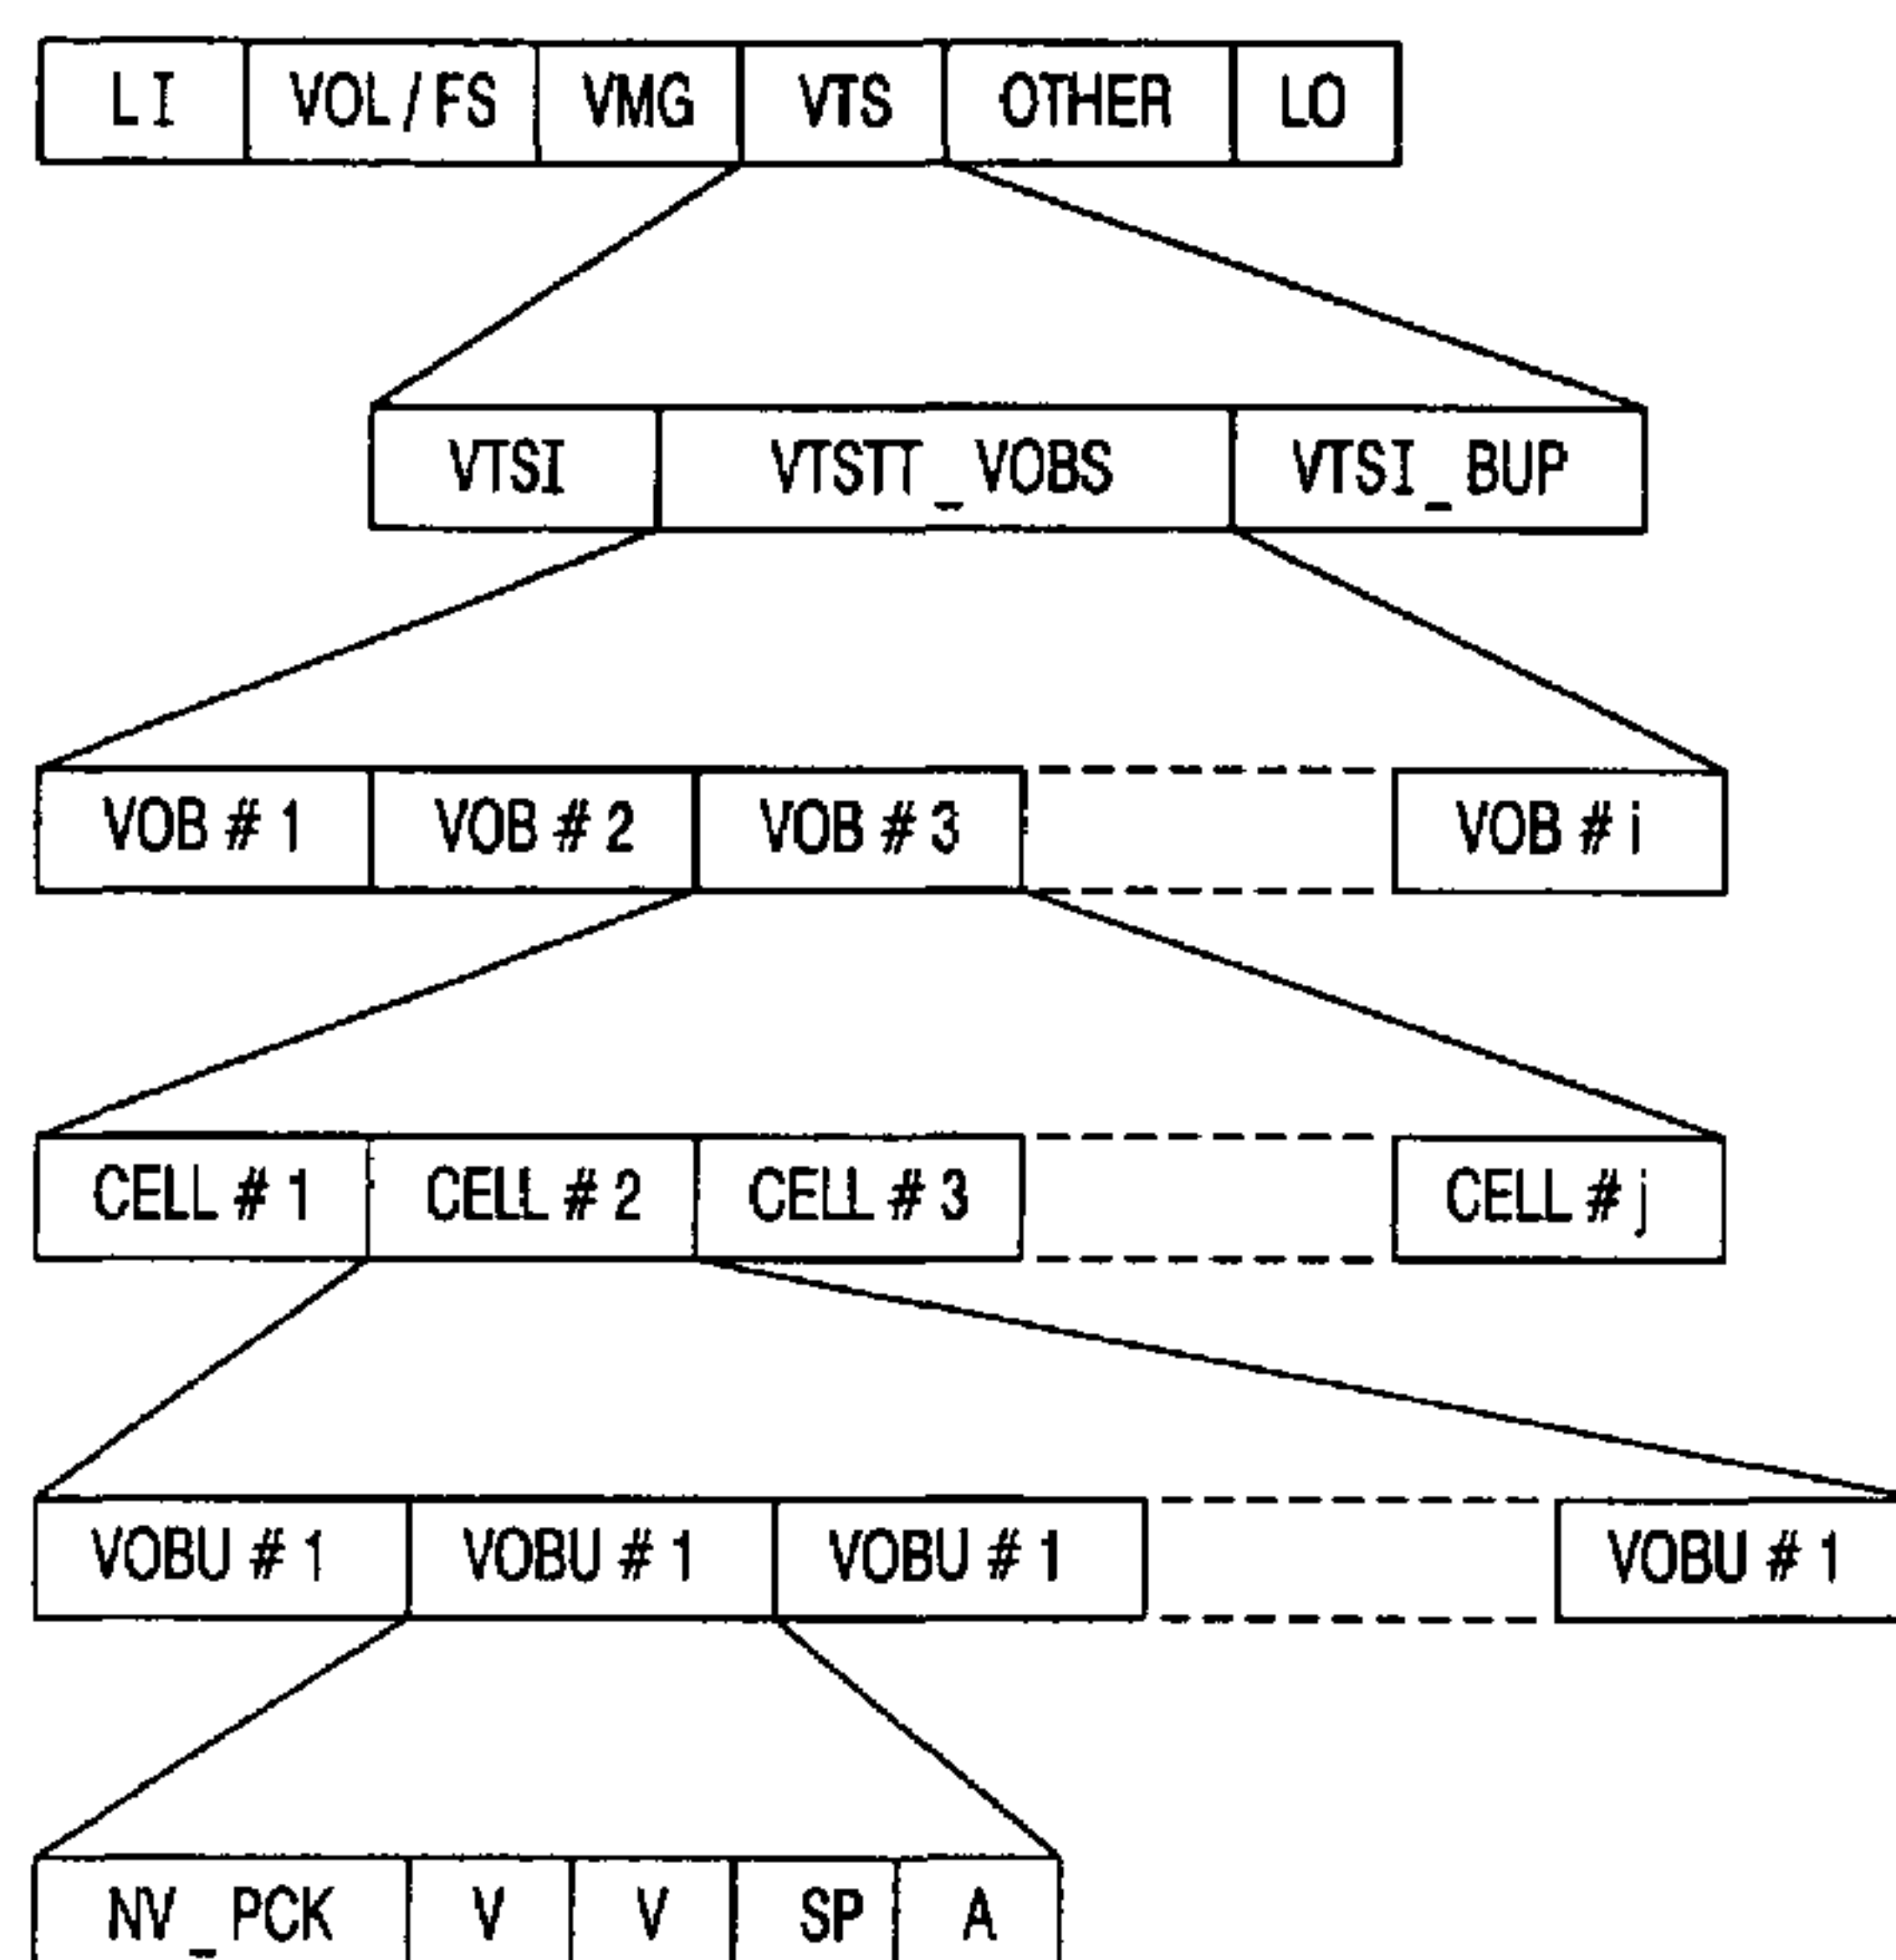 LI VOL/FS VMG VTS OTHER LO
VTSI VTSTT_VOBS VTSI_BUP
VOB #1 VOB #2 VOB #3 VOB #i
CELL #1 CELL #2 CELL #3 CELL #j
VOBU #1 VOBU #1 VOBU #1 VOBU #1
NV_PCK V V SP A